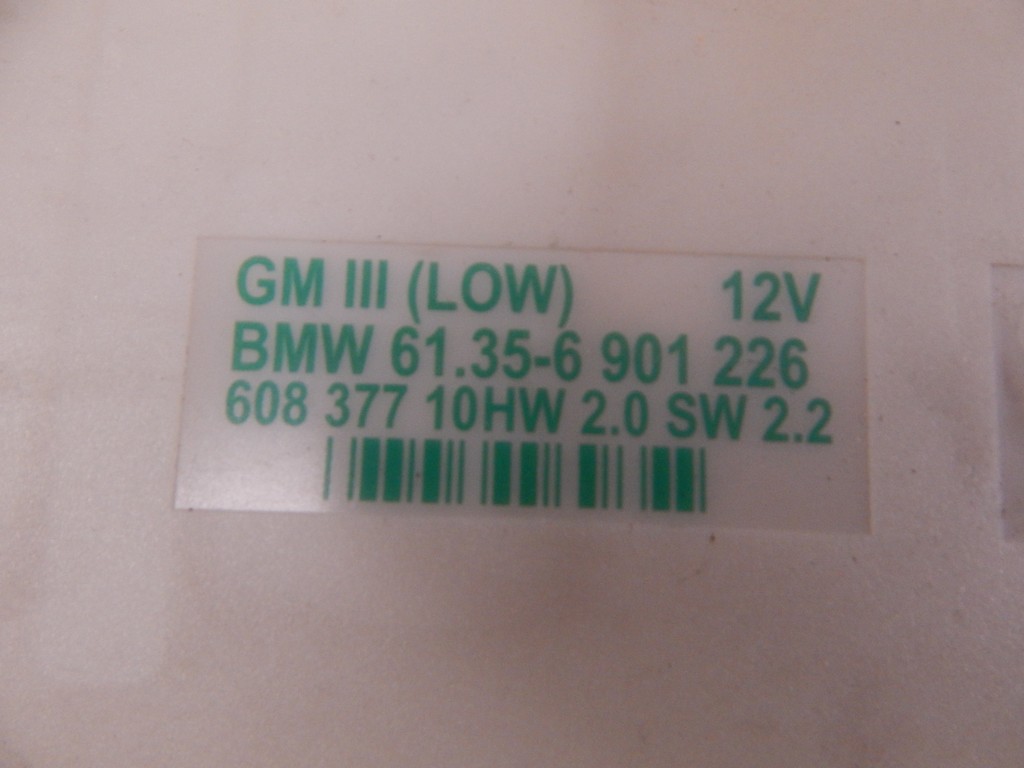 GM III (LOW) 12V
BMW 61.35-6 901 226
608 377 10HW 2.0 SW 2.2